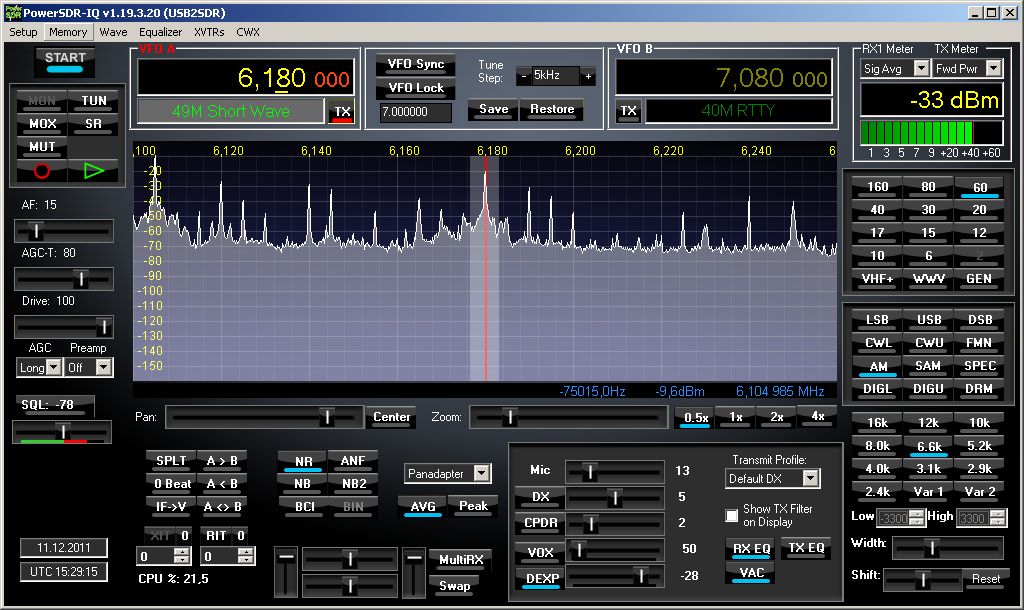 PowerSDR-IQ v1.19.3.20 (USB2SDR)
Setup Memory Wave Equalizer XVTRs CWX
START
MON TUN
MOX SR
MUT
AF: 15
AGC-T: 80
Drive: 100
AGC Preamp
Long Off
SQL: -78
VFO A
6,180 000
49M Short Wave TX
VFO Sync
VFO Lock
7.000000
Tune
Step: - 5kHz +
Save Restore
VFO B
7,080 000
TX 40M RTTY
RX1 Meter TX Meter
Sig Avg Fwd Pwr
-33 dBm
1 3 5 7 9 +20 +40 +60
,100 6,120 6,140 6,160 6,180 6,200 6,220 6,240 6
-20
-30
-40
-50
-60
-70
-80
-90
-100
-110
-120
-130
-140
-150
-75015,0Hz -9,6dBm 6,104 985 MHz
Pan: Center Zoom: 0.5x 1x 2x 4x
160 80 60
40 30 20
17 15 12
10 6 2
VHF+ WWV GEN
LSB USB DSB
CWL CWU FMN
AM SAM SPEC
DIGL DIGU DRM
16k 12k 10k
8.0k 6.6k 5.2k
4.0k 3.1k 2.9k
2.4k Var 1 Var 2
Low -3300 High 3300
Width:
Shift: Reset
SPLT A > B
0 Beat A < B
IF->V A <> B
XIT 0 RIT 0
0 0
CPU %: 21,5
NR ANF
NB NB2
BCI BIN
Panadapter
AVG Peak
MultiRX
Swap
Mic 13
DX 5
CPDR 2
VOX 50
DEXP -28
Transmit Profile:
Default DX
Show TX Filter
on Display
RX EQ TX EQ
VAC
11.12.2011
UTC 15:29:15